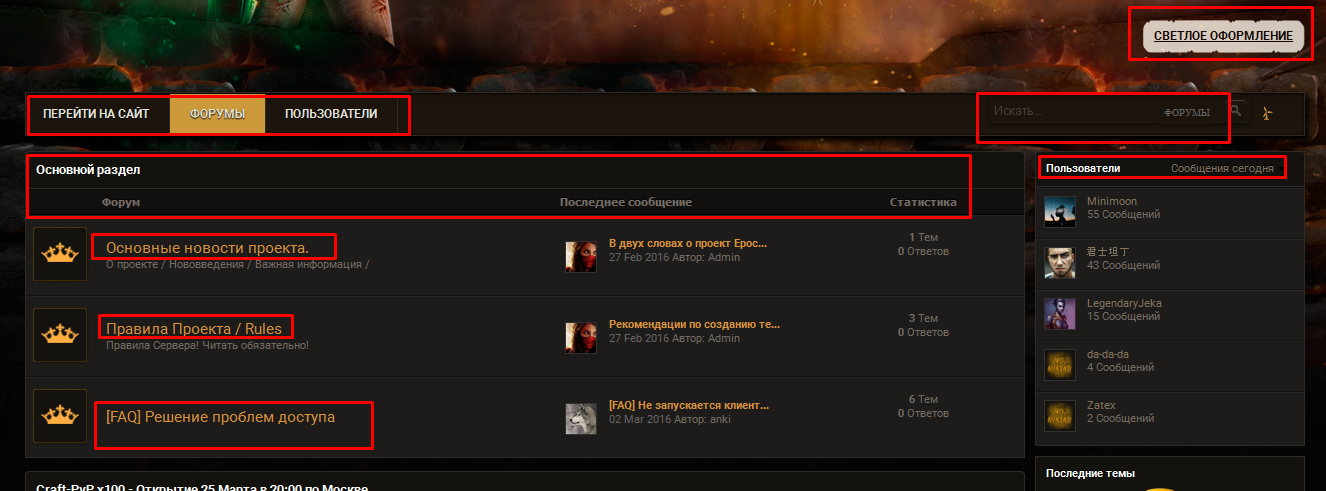 СВЕТЛОЕ ОФОРМЛЕНИЕ
ПЕРЕЙТИ НА САЙТ ФОРУМЫ ПОЛЬЗОВАТЕЛИ
Искать... ФОРУМЫ
Основной раздел
Форум Последнее сообщение Статистика
Основные новости проекта.
О проекте / Нововведения / Важная информация /
В двух словах о проект Ерос...
27 Feb 2016 Автор: Admin
1 Тем
0 Ответов
Правила Проекта / Rules
Правила Сервера! Читать обязательно!
Рекомендации по созданию те...
27 Feb 2016 Автор: Admin
3 Тем
0 Ответов
[FAQ] Решение проблем доступа
[FAQ] Не запускается клиент...
02 Mar 2016 Автор: anki
6 Тем
0 Ответов
Craft-PvP x100 - Открытие 25 Марта в 20:00 по Москве
Пользователи Сообщения сегодня
Minimoon
55 Сообщений
君士坦丁
43 Сообщений
LegendaryJeka
15 Сообщений
NO AVATAR
da-da-da
4 Сообщений
NO AVATAR
Zatex
2 Сообщений
Последние темы